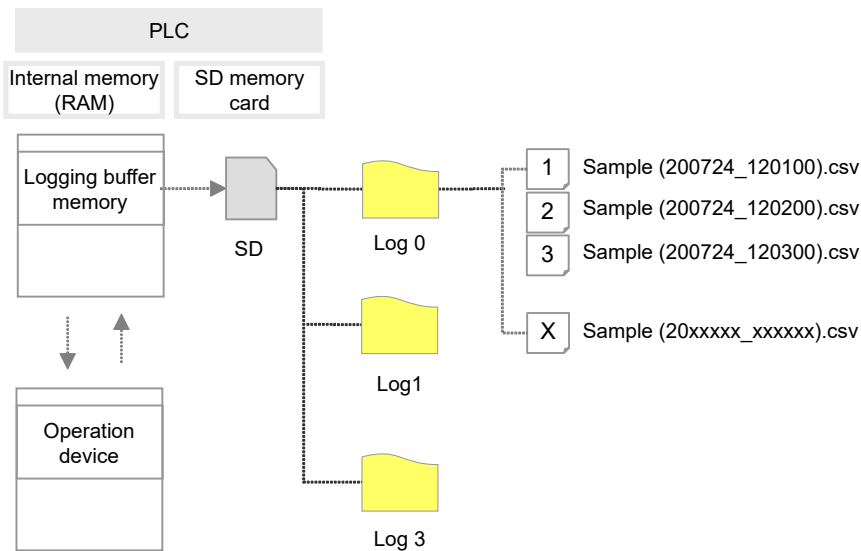 PLC
Internal memory
(RAM)
SD memory
card
Logging buffer
memory
SD
Log 0
1
Sample (200724_120100).csv
2
Sample (200724_120200).csv
3
Sample (200724_120300).csv
X
Sample (20xxxxx_xxxxxx).csv
Log1
Operation
device
Log 3